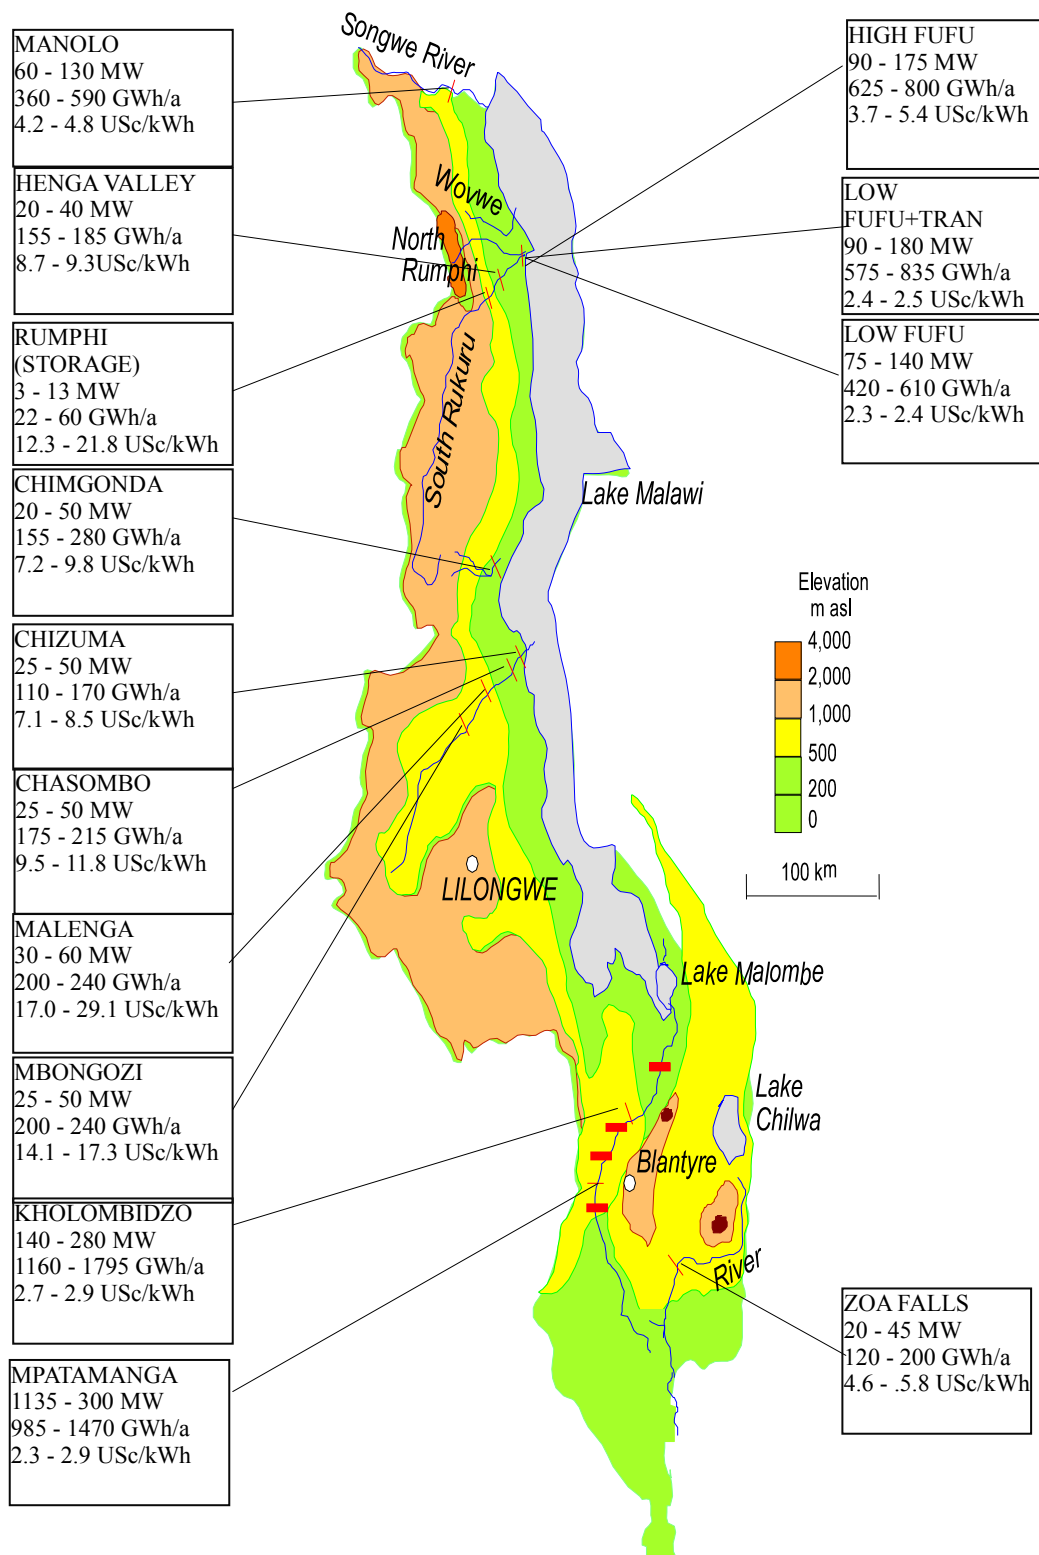 MANOLO
60 - 130 MW
360 - 590 GWh/a
4.2 - 4.8 USc/kWh
HENGA VALLEY
20 - 40 MW
155 - 185 GWh/a
8.7 - 9.3USc/kWh
RUMPHI
(STORAGE)
3 - 13 MW
22 - 60 GWh/a
12.3 - 21.8 USc/kWh
CHIMGONDA
20 - 50 MW
155 - 280 GWh/a
7.2 - 9.8 USc/kWh
CHIZUMA
25 - 50 MW
110 - 170 GWh/a
7.1 - 8.5 USc/kWh
CHASOMBO
25 - 50 MW
175 - 215 GWh/a
9.5 - 11.8 USc/kWh
MALENGA
30 - 60 MW
200 - 240 GWh/a
17.0 - 29.1 USc/kWh
MBONGOZI
25 - 50 MW
200 - 240 GWh/a
14.1 - 17.3 USc/kWh
KHOLOMBIDZO
140 - 280 MW
1160 - 1795 GWh/a
2.7 - 2.9 USc/kWh
MPATAMANGA
1135 - 300 MW
985 - 1470 GWh/a
2.3 - 2.9 USc/kWh
Songwe River
Wovwe
North
Rumphi
South Rukuru
Lake Malawi
LILONGWE
Lake Malombe
Lake
Chilwa
Blantyre
River
HIGH FUFU
90 - 175 MW
625 - 800 GWh/a
3.7 - 5.4 USc/kWh
LOW
FUFU+TRAN
90 - 180 MW
575 - 835 GWh/a
2.4 - 2.5 USc/kWh
LOW FUFU
75 - 140 MW
420 - 610 GWh/a
2.3 - 2.4 USc/kWh
Elevation
m asl
4,000
2,000
1,000
500
200
0
100 km
ZOA FALLS
20 - 45 MW
120 - 200 GWh/a
4.6 - .5.8 USc/kWh